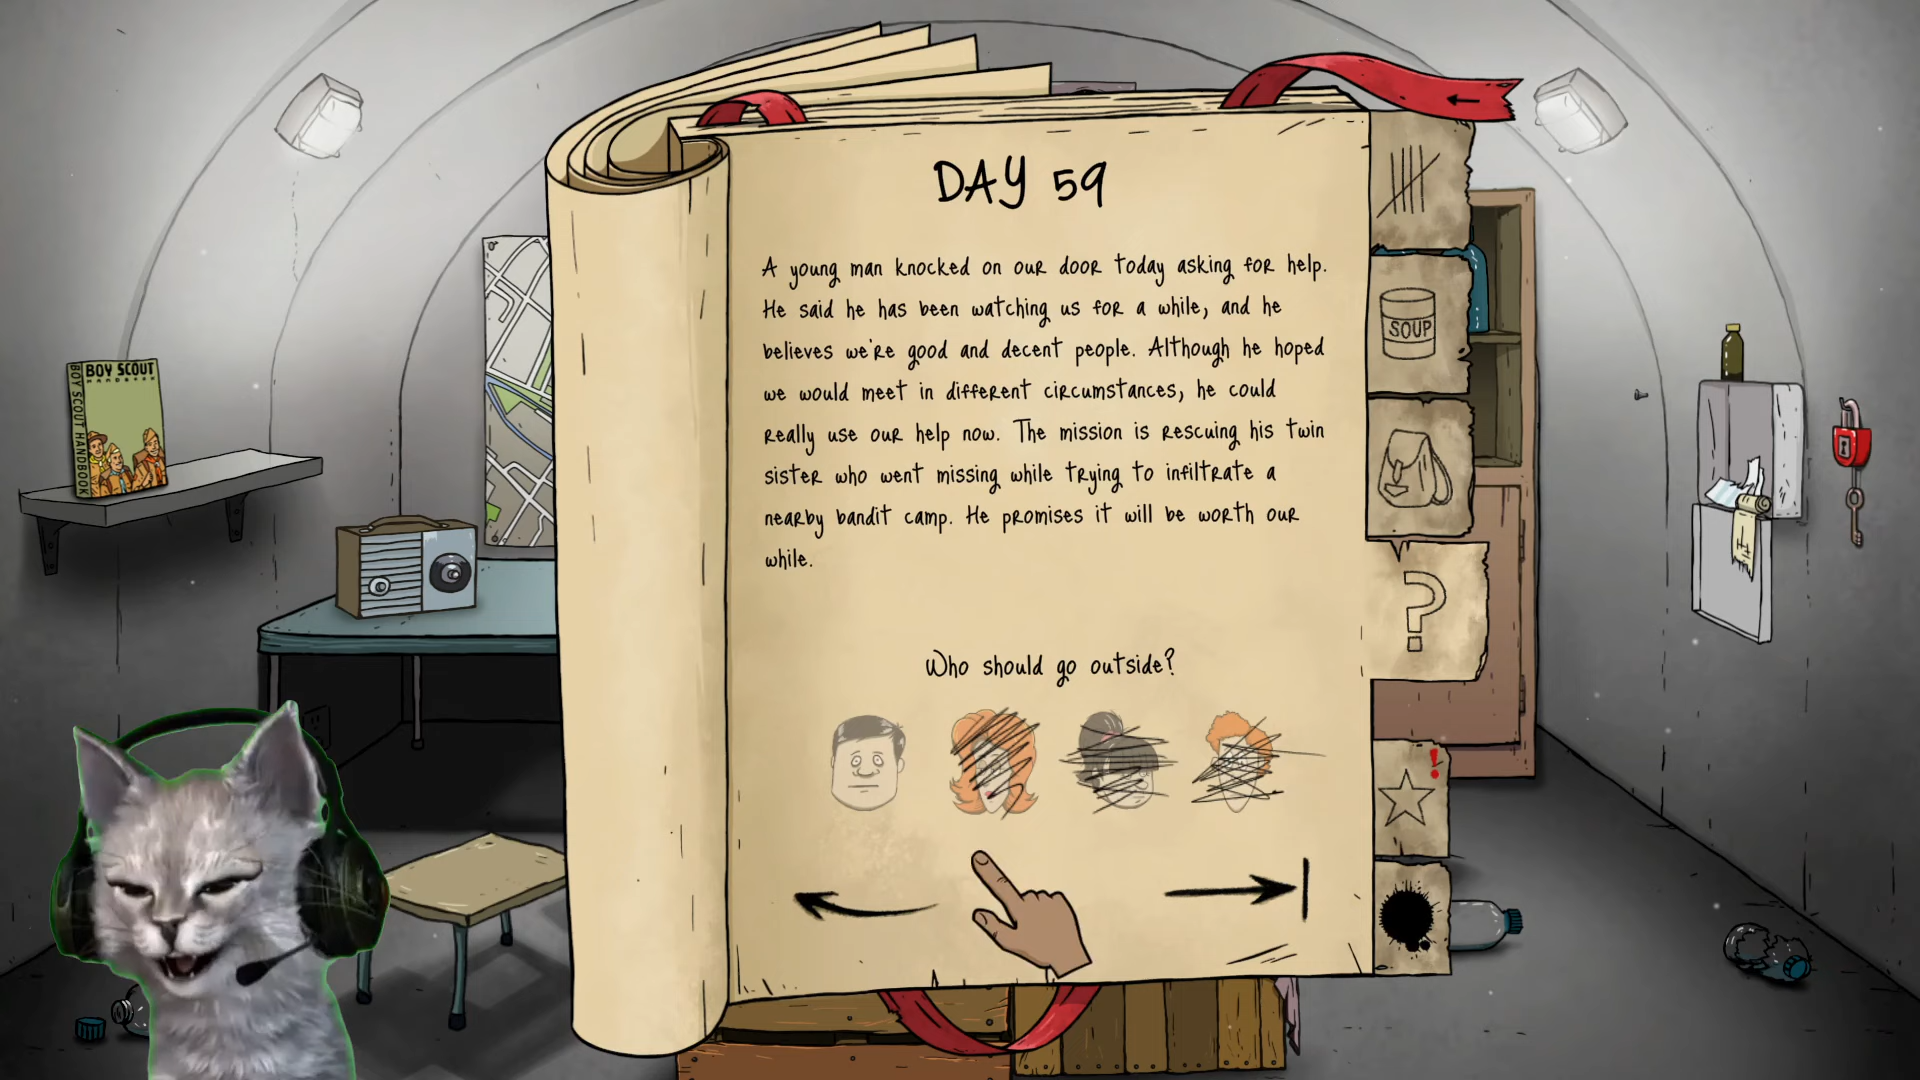 DAY 59
A young man knocked on our door today asking for help.
He said he has been watching us for a while, and he
believes we're good and decent people. Although he hoped
we would meet in different circumstances, he could
really use our help now. The mission is rescuing his twin
sister who went missing while trying to infiltrate a
nearby bandit camp. He promises it will be worth our
while.
Who should go outside?
SOUP
!
?
BOY SCOUT
HANDBOOK
BOY SCOUT HANDBOOK